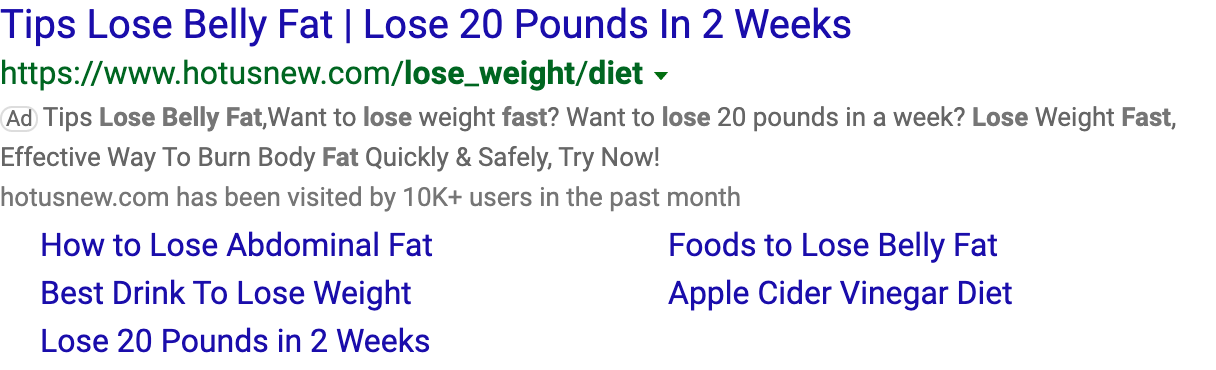 Tips Lose Belly Fat | Lose 20 Pounds In 2 Weeks
https://www.hotusnew.com/lose_weight/diet
Ad Tips Lose Belly Fat,Want to lose weight fast? Want to lose 20 pounds in a week? Lose Weight Fast,
Effective Way To Burn Body Fat Quickly & Safely, Try Now!
hotusnew.com has been visited by 10K+ users in the past month
How to Lose Abdominal Fat
Foods to Lose Belly Fat
Best Drink To Lose Weight
Apple Cider Vinegar Diet
Lose 20 Pounds in 2 Weeks